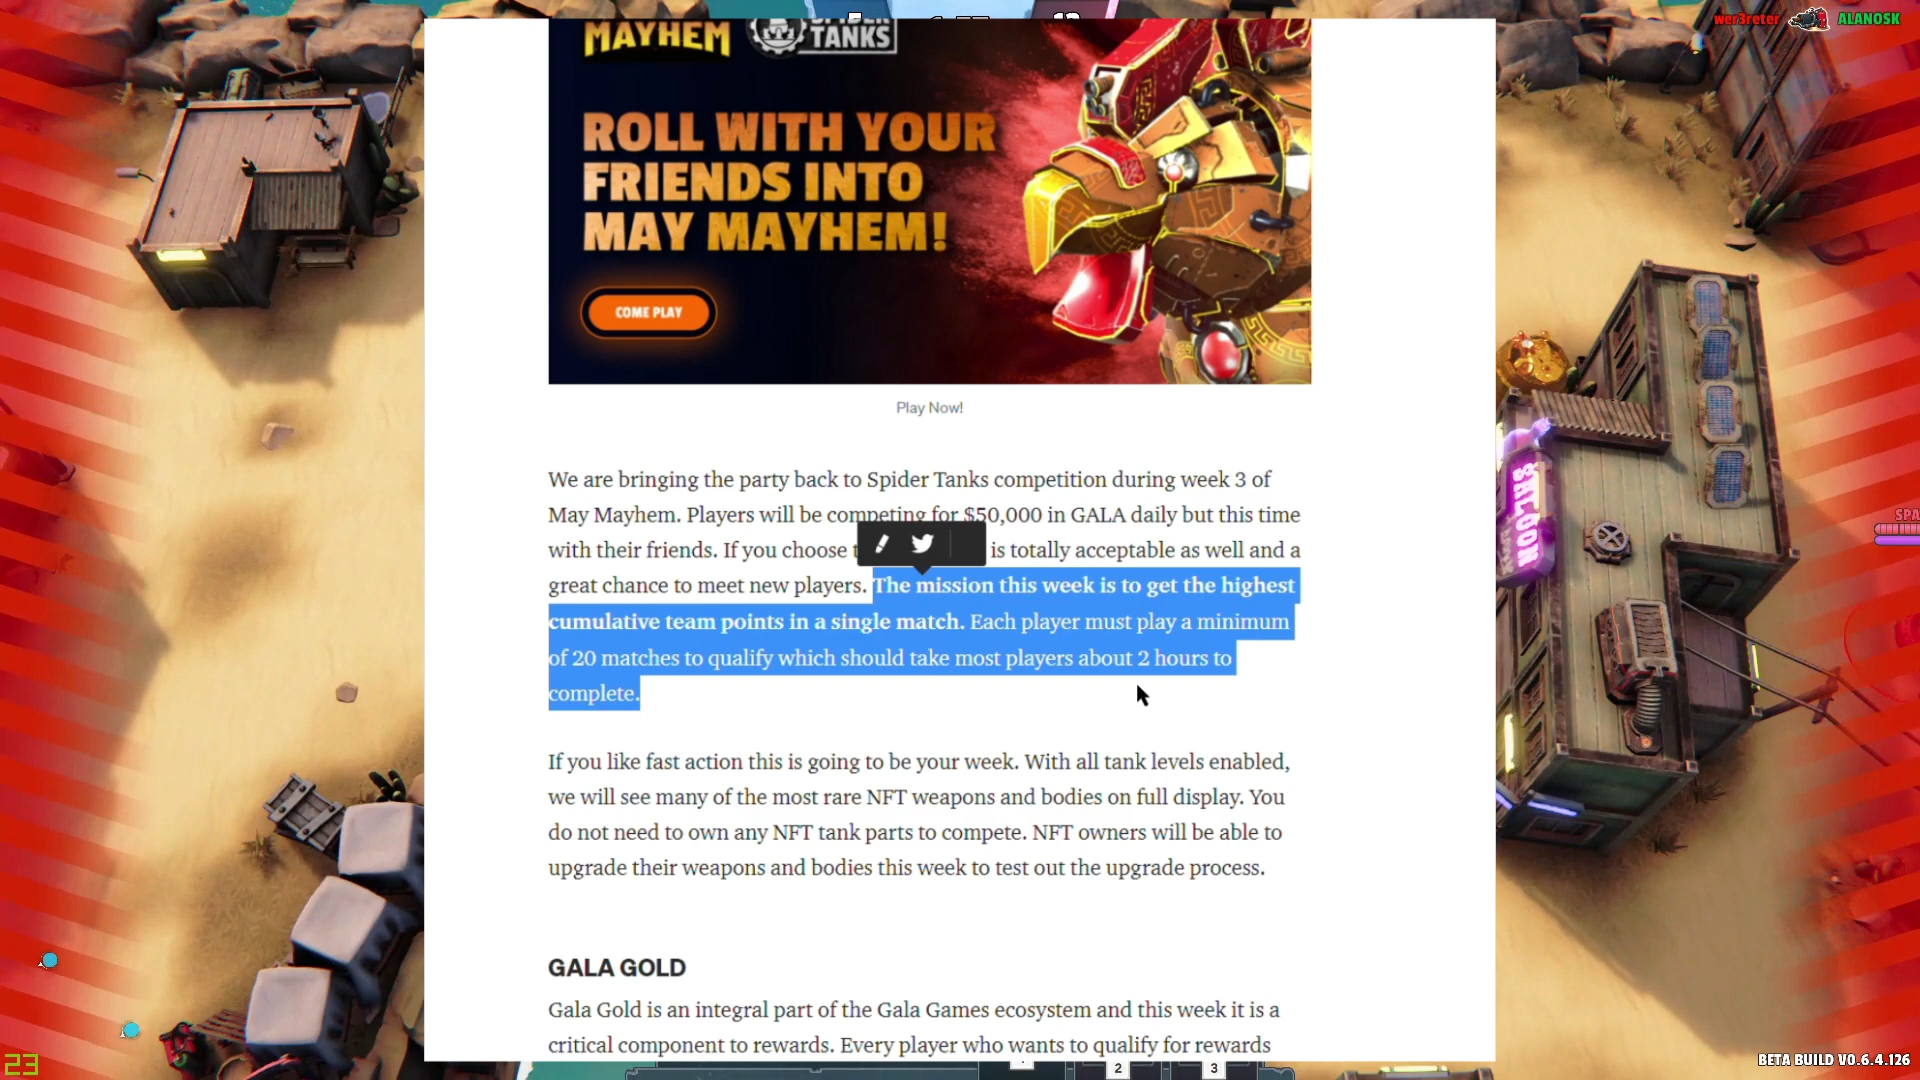 wer3reter ALANOSK
MAYHEM
TANKS
ROLL WITH YOUR
FRIENDS INTO
MAY MAYHEM!
COME PLAY
Play Now!
We are bringing the party back to Spider Tanks competition during week 3 of
May Mayhem. Players will be competing for $50,000 in GALA daily but this time
with their friends. If you choose is totally acceptable as well and a
great chance to meet new players. The mission this week is to get the highest
cumulative team points in a single match. Each player must play a minimum
of 20 matches to qualify which should take most players about 2 hours to
complete.
If you like fast action this is going to be your week. With all tank levels enabled,
we will see many of the most rare NFT weapons and bodies on full display. You
do not need to own any NFT tank parts to compete. NFT owners will be able to
upgrade their weapons and bodies this week to test out the upgrade process.
GALA GOLD
Gala Gold is an integral part of the Gala Games ecosystem and this week it is a
critical component to rewards. Every player who wants to qualify for rewards
SALOON
SPA
23
2
3
BETA BUILD V0.6.4.126